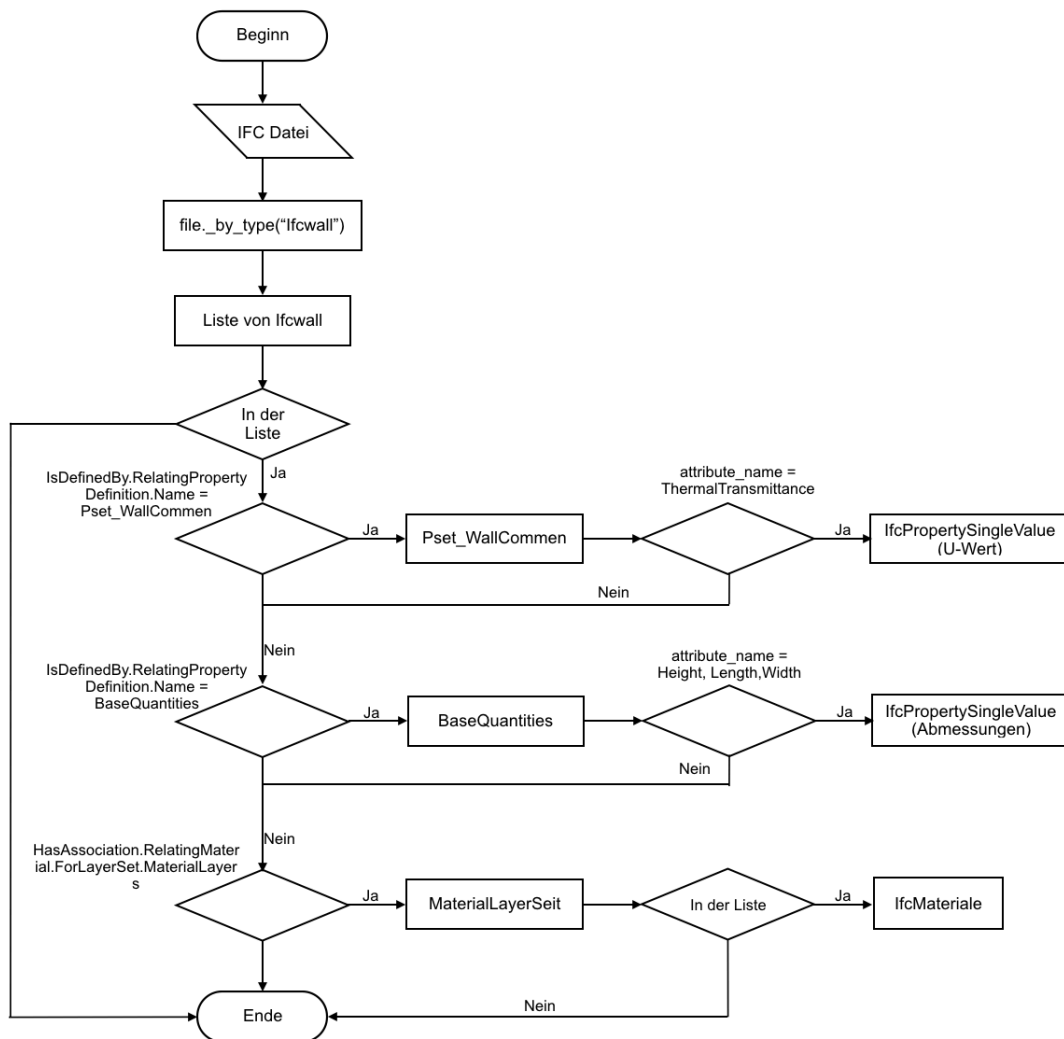 Beginn
IFC Datei
file._by_type(“Ifcwall”)
Liste von Ifcwall
In der
Liste
Ja
IsDefinedBy.RelatingProperty
Definition.Name =
Pset_WallCommen
Ja
Pset_WallCommen
attribute_name =
ThermalTransmittance
Ja
IfcPropertySingleValue
(U-Wert)
Nein
Nein
IsDefinedBy.RelatingProperty
Definition.Name =
BaseQuantities
Ja
BaseQuantities
attribute_name =
Height, Length,Width
Ja
IfcPropertySingleValue
(Abmessungen)
Nein
Nein
HasAssociation.RelatingMater
ial.ForLayerSet.MaterialLayer
s
Ja
MaterialLayerSeit
In der Liste
Ja
IfcMateriale
Nein
Ende